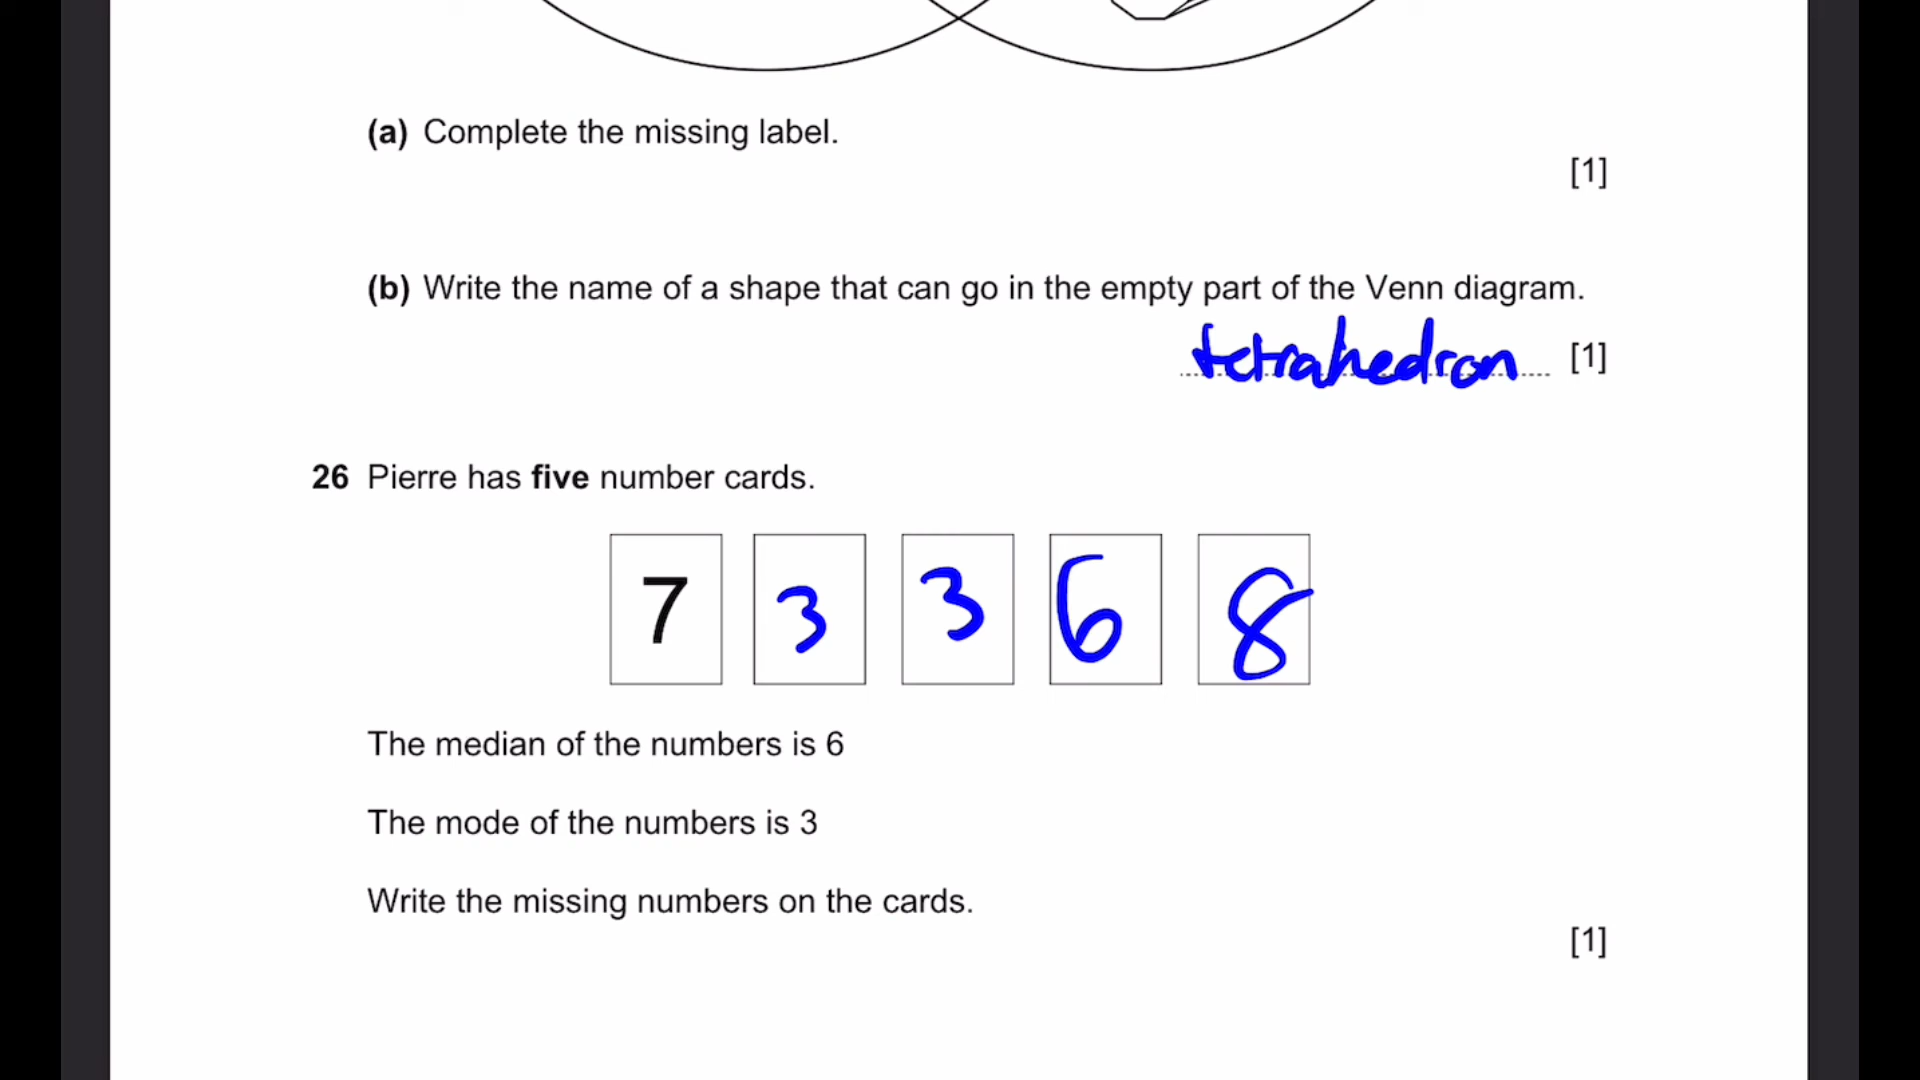 (a) Complete the missing label.
[1]
(b) Write the name of a shape that can go in the empty part of the Venn diagram.
tetrahedron [1]
26 Pierre has five number cards.
7 3 3 6 8
The median of the numbers is 6
The mode of the numbers is 3
Write the missing numbers on the cards.
[1]